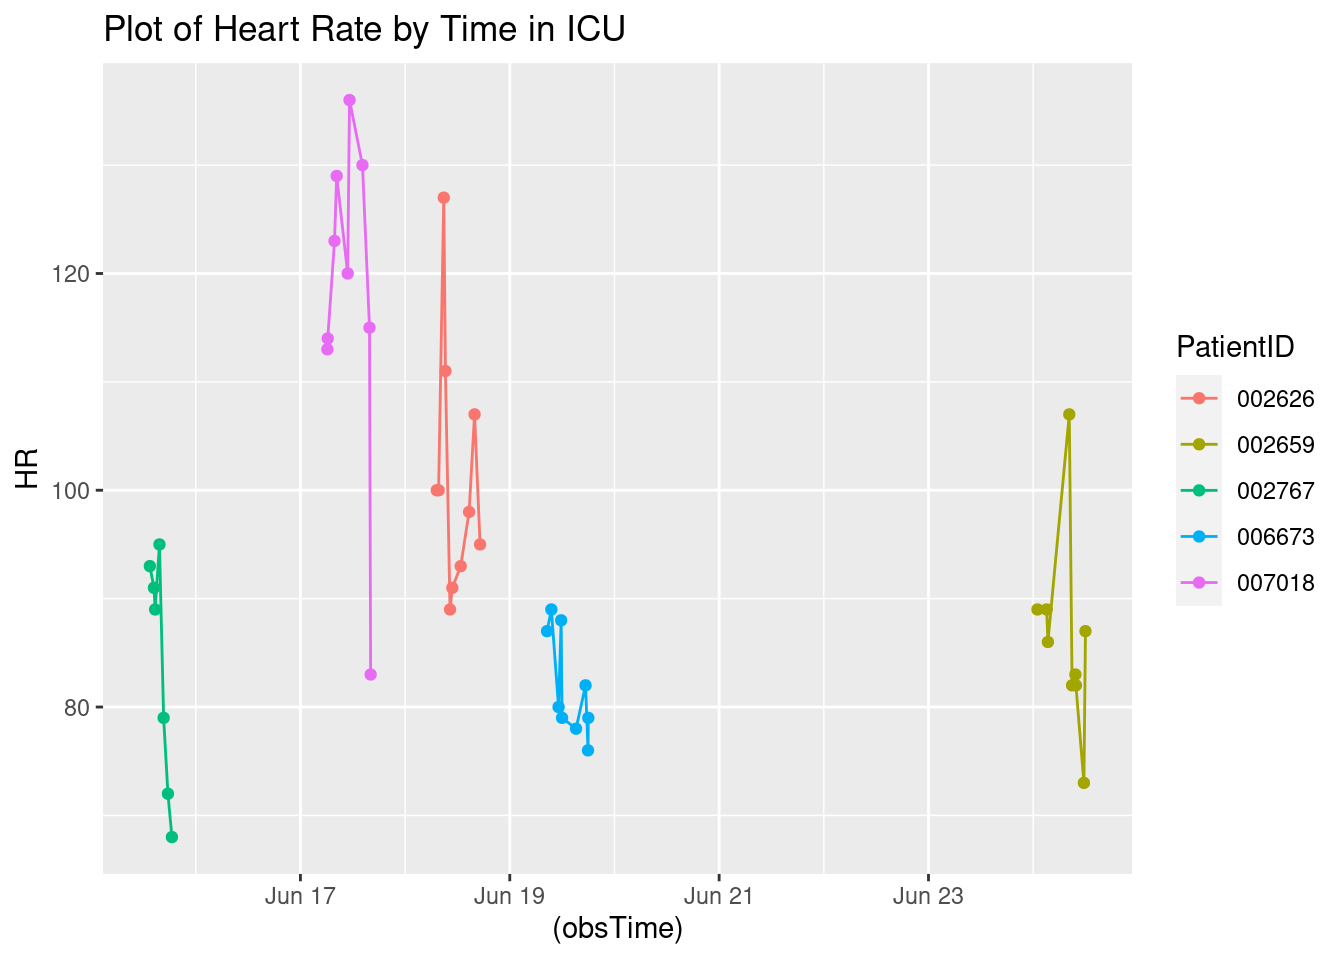 Plot of Heart Rate by Time in ICU
HR
120
100
80
Jun 17 Jun 19 Jun 21 Jun 23
(obsTime)
PatientID
002626
002659
002767
006673
007018